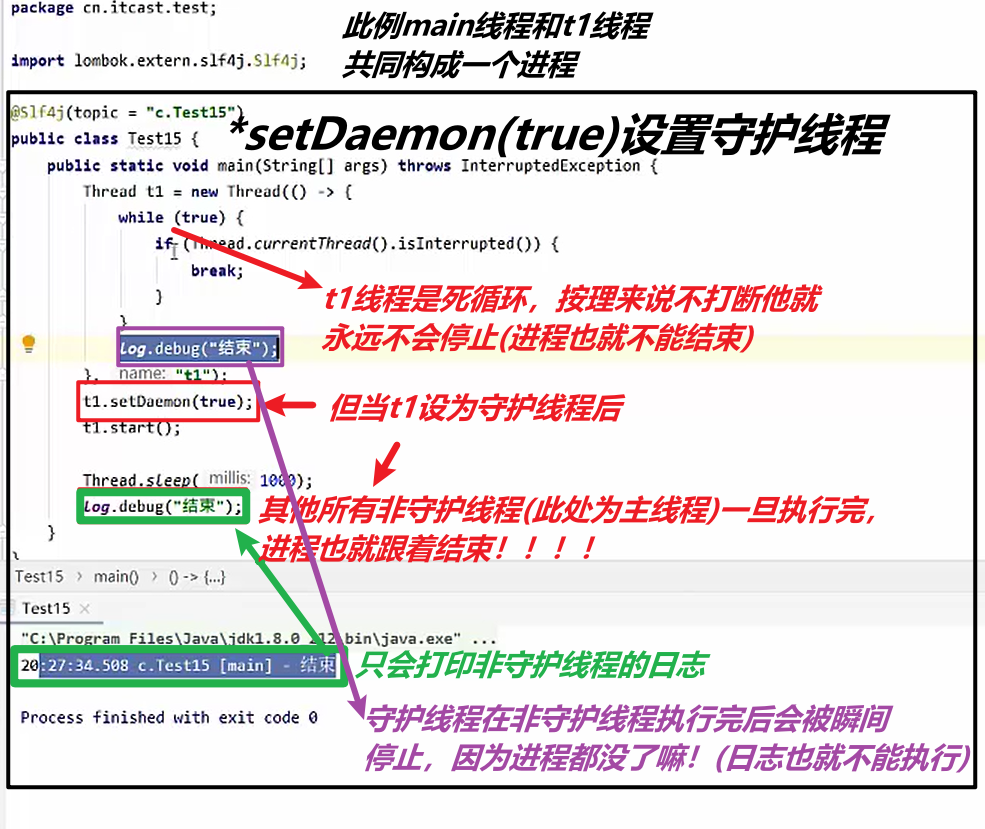 package cn.itcast.test;
此例main线程和t1线程
共同构成一个进程
import lombok.extern.slf4j.Slf4j;
@Slf4j(topic = "c.Test15")
*setDaemon(true)设置守护线程
public class Test15 {
public static void main(String[] args) throws InterruptedException {
Thread t1 = new Thread(() -> {
while (true) {
if (Thread.currentThread().isInterrupted()) {
break;
}
t1线程是死循环，按理来说不打断他就
永远不会停止(进程也就不能结束)
}
log.debug("结束");
}, name: "t1");
t1.setDaemon(true);
但当t1设为守护线程后
t1.start();
Thread.sleep( millis: 1000);
log.debug("结束");
其他所有非守护线程(此处为主线程)一旦执行完，
进程也就跟着结束！！！！
}
}
Test15 > main() > () -> {...}
Test15 ×
"C:\Program Files\Java\jdk1.8.0_212\bin\java.exe" ...
20:27:34.508 c.Test15 [main] - 结束
只会打印非守护线程的日志
Process finished with exit code 0
守护线程在非守护线程执行完后会被瞬间
停止，因为进程都没了嘛！(日志也就不能执行)